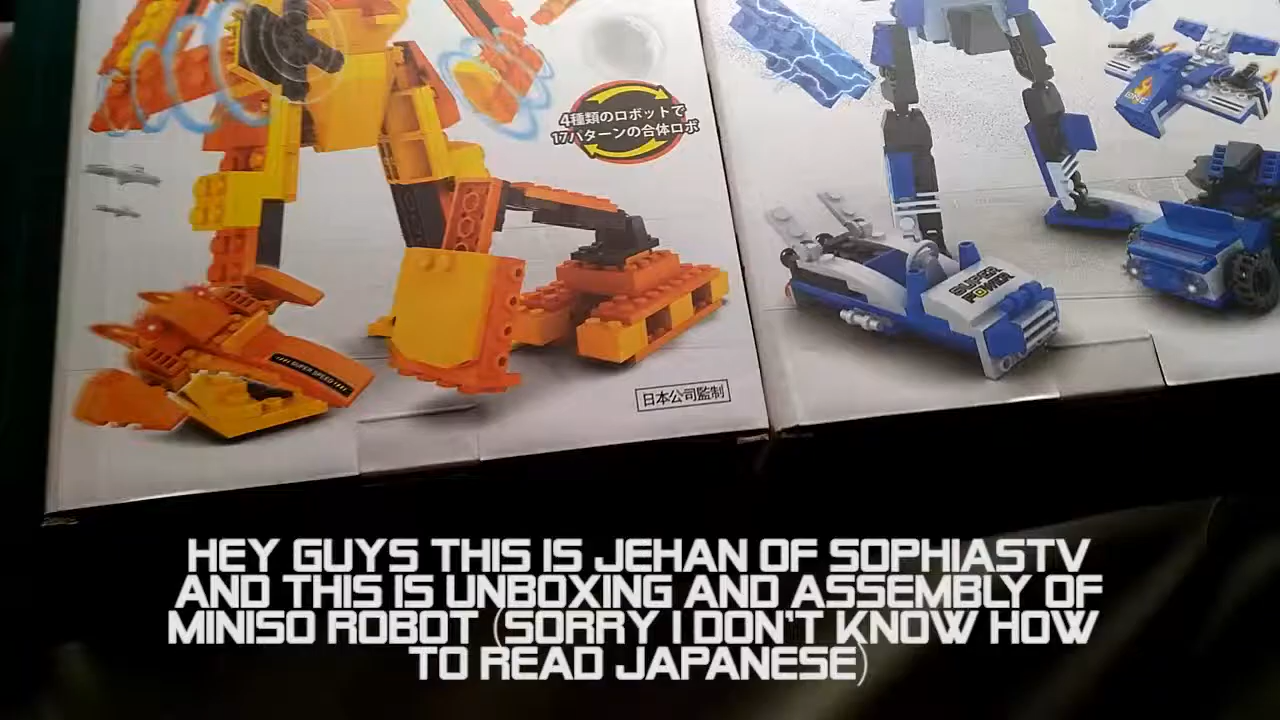 4種類のロボットで
17パターンの合体ロボ
SUPER
POWER
SUPER SPEED
日本公司監制
HEY GUYS THIS IS JEHAN OF SOPHIASTV
AND THIS IS UNBOXING AND ASSEMBLY OF
MINISO ROBOT (SORRY I DON'T KNOW HOW
TO READ JAPANESE)